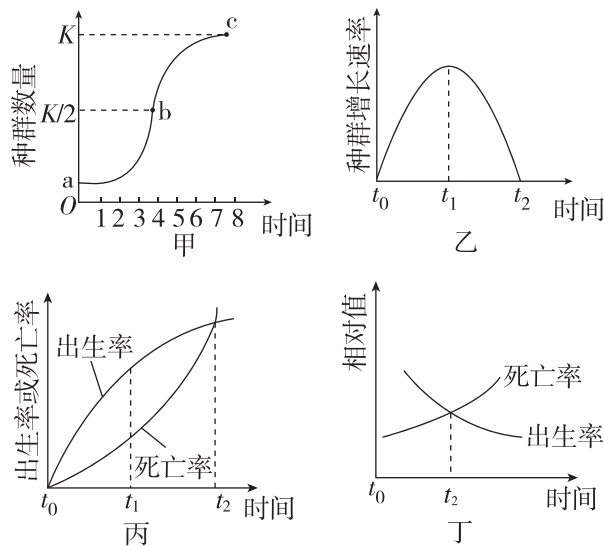 种群数量
K
K/2
a
O
b
c
1 2 3 4 5 6 7 8
时间
甲
种群增长速率
t0 t1 t2
时间
乙
出生率或死亡率
出生率
死亡率
t0 t1 t2
时间
丙
相对值
死亡率
出生率
t0 t2
时间
丁